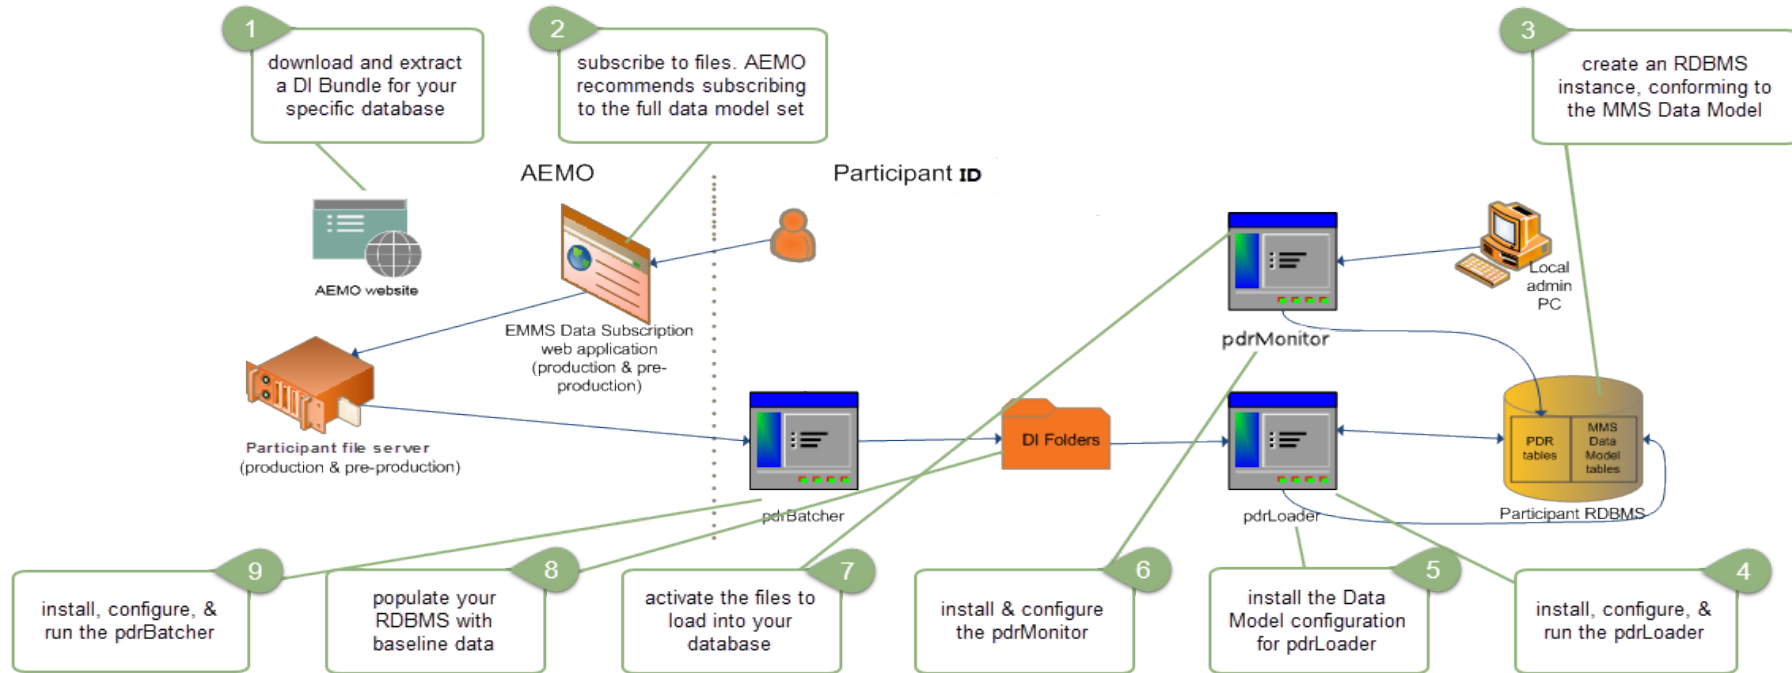 1
download and extract
a DI Bundle for your
specific database
2
subscribe to files. AEMO
recommends subscribing
to the full data model set
3
create an RDBMS
instance, conforming to
the MMS Data Model
AEMO
Participant ID
AEMO website
EMMS Data Subscription
web application
(production & pre-
production)
Participant file server
(production & pre-production)
pdrBatcher
DI Folders
pdrMonitor
pdrLoader
Local
admin
PC
PDR
tables
MMS
Data
Model
tables
Participant RDBMS
9
install, configure, &
run the pdrBatcher
8
populate your
RDBMS with
baseline data
7
activate the files to
load into your
database
6
install & configure
the pdrMonitor
5
install the Data
Model configuration
for pdrLoader
4
install, configure, &
run the pdrLoader